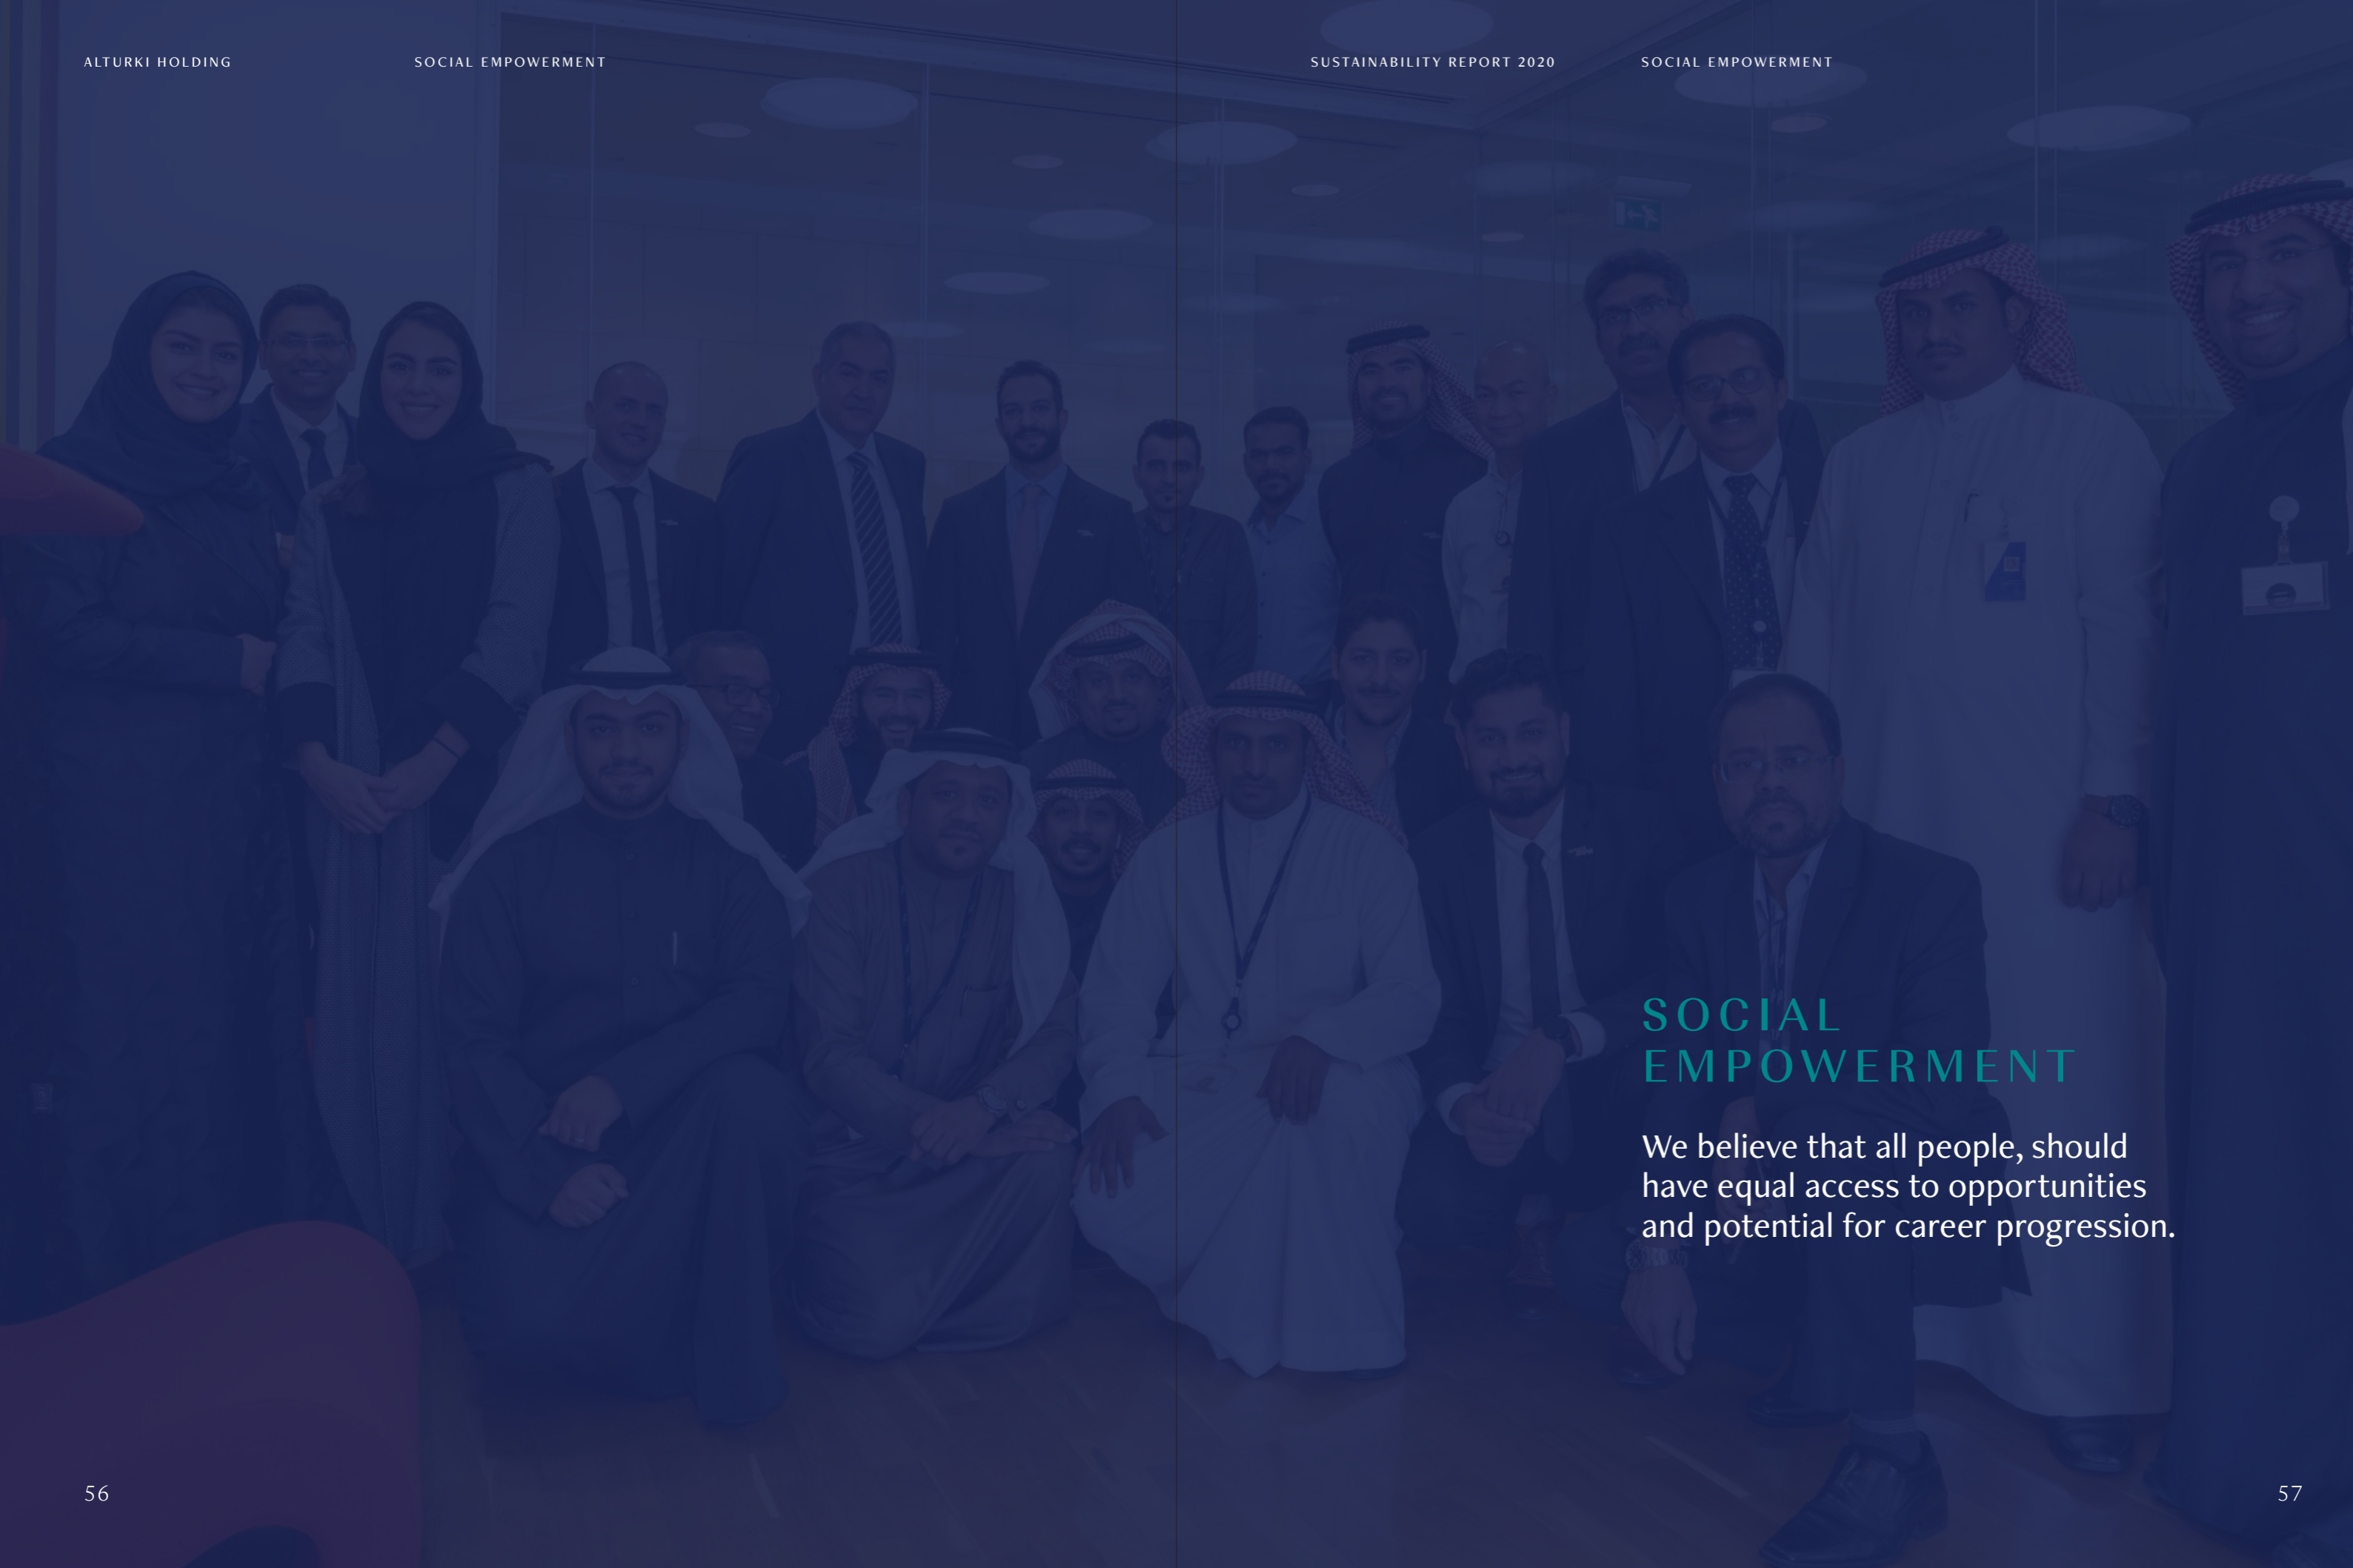 ALTURKI HOLDING
SOCIAL EMPOWERMENT
SUSTAINABILITY REPORT 2020
SOCIAL EMPOWERMENT
SOCIAL
EMPOWERMENT
We believe that all people, should
have equal access to opportunities
and potential for career progression.
56
57